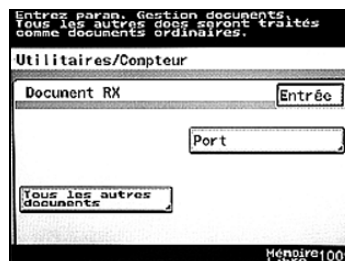 Entrez param. Gestion documents.
Tous les autres docs seront traités
comme documents ordinaires.
Utilitaires/Compteur
Document RX
Entrée
Port
Tous les autres
documents
Mémoire 100
Libre